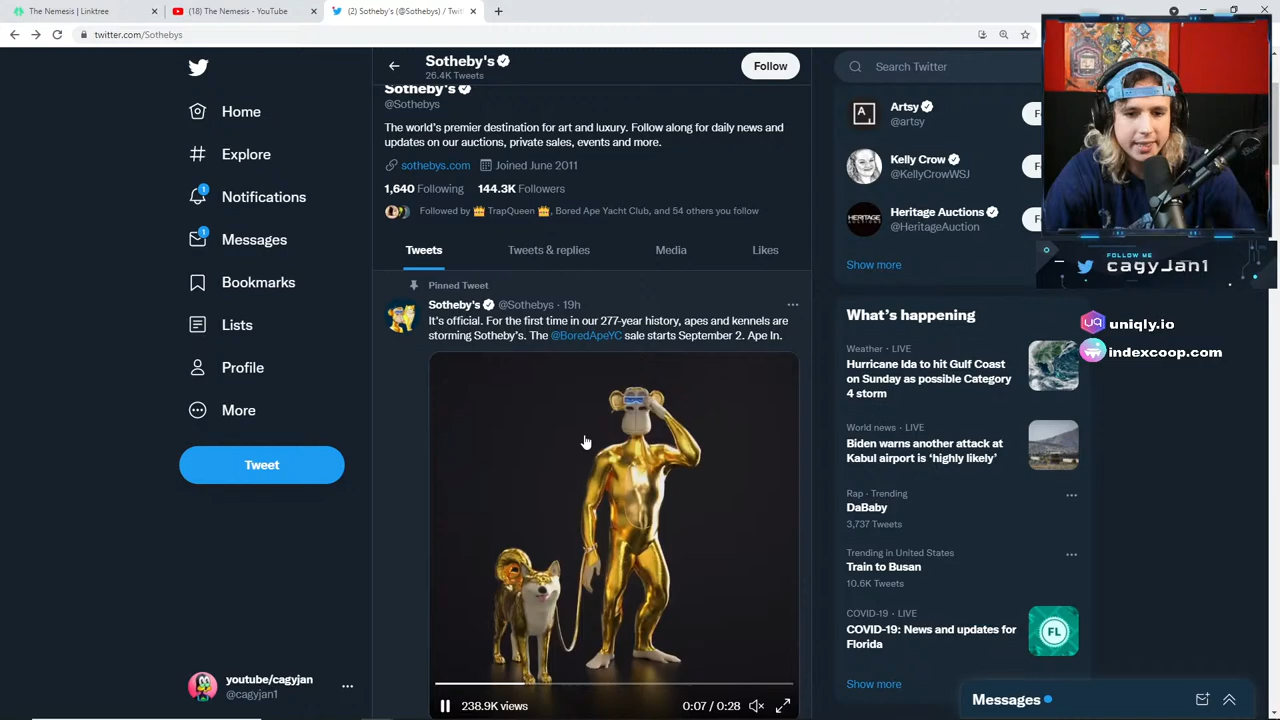 The Nemesis | Linktree
(18) The Nemesis - YouTube
(2) Sotheby's (@Sothebys) / Twit
twitter.com/Sothebys
Home
Explore
1
Notifications
1
Messages
Bookmarks
Lists
Profile
More
Tweet
youtube/cagyjan
@cagyjan1
Sotheby's
26.4K Tweets
Follow
Sotheby's
@Sothebys
The world's premier destination for art and luxury. Follow along for daily news and
updates on our auctions, private sales, events and more.
sothebys.com Joined June 2011
1,640 Following 144.3K Followers
Followed by TrapQueen , Bored Ape Yacht Club, and 54 others you follow
Tweets Tweets & replies Media Likes
Pinned Tweet
Sotheby's @Sothebys · 19h
It's official. For the first time in our 277-year history, apes and kennels are
storming Sotheby's. The @BoredApeYC sale starts September 2. Ape In.
238.9K views
0:07 / 0:28
Search Twitter
A
Artsy
@artsy
Fo
Kelly Crow
@KellyCrowWSJ
Fo
HERITAGE
Heritage Auctions
@HeritageAuction
Fo
Show more
FOLLOW ME
cagyJan1
uniqly.io
indexcoop.com
What's happening
Weather · LIVE
Hurricane Ida to hit Gulf Coast
on Sunday as possible Category
4 storm
World news · LIVE
Biden warns another attack at
Kabul airport is 'highly likely'
Rap · Trending
DaBaby
3,737 Tweets
Trending in United States
Train to Busan
10.6K Tweets
COVID-19 · LIVE
COVID-19: News and updates for
Florida
FL
Show more
Messages